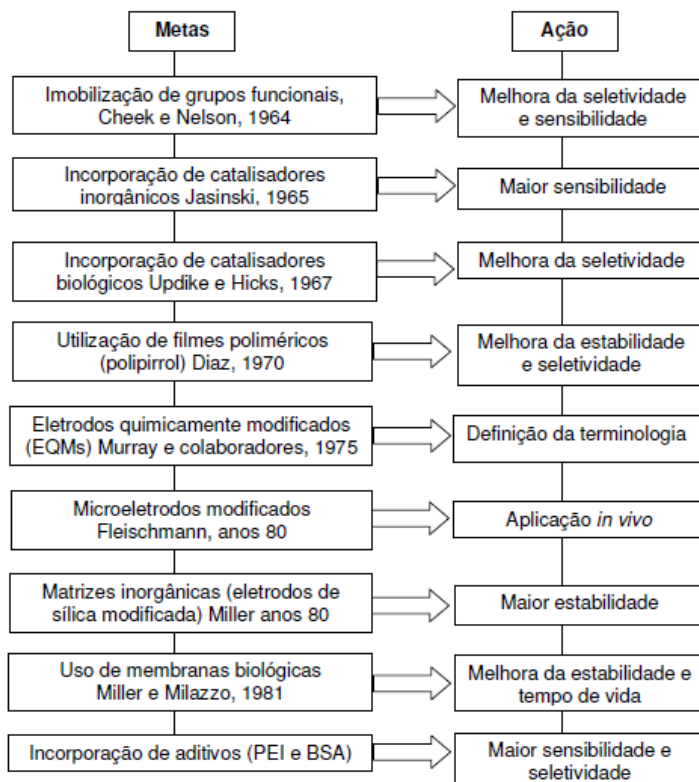 Metas
Ação
Imobilização de grupos funcionais,
Cheek e Nelson, 1964
Melhora da seletividade
e sensibilidade
Incorporação de catalisadores
inorgânicos Jasinski, 1965
Maior sensibilidade
Incorporação de catalisadores
biológicos Updike e Hicks, 1967
Melhora da seletividade
Utilização de filmes poliméricos
(polipirrol) Diaz, 1970
Melhora da estabilidade
e seletividade
Eletrodos quimicamente modificados
(EQMs) Murray e colaboradores, 1975
Definição da terminologia
Microeletrodos modificados
Fleischmann, anos 80
Aplicação in vivo
Matrizes inorgânicas (eletrodos de
sílica modificada) Miller anos 80
Maior estabilidade
Uso de membranas biológicas
Miller e Milazzo, 1981
Melhora da estabilidade e
tempo de vida
Incorporação de aditivos (PEI e BSA)
Maior sensibilidade e
seletividade